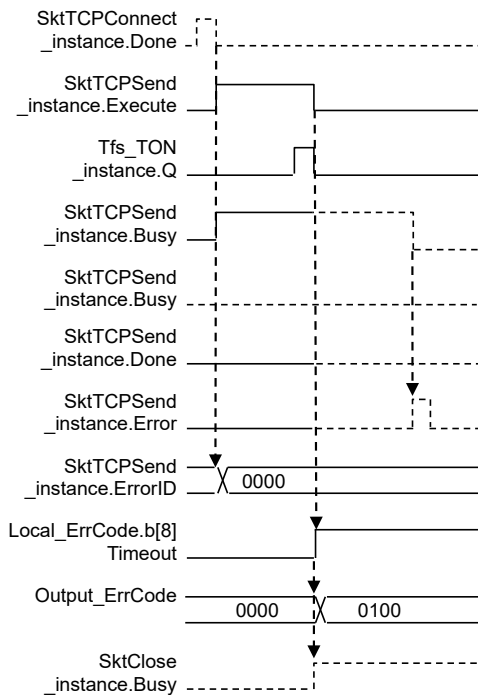 SktTCPConnect
_instance.Done
SktTCPSend
_instance.Execute
Tfs_TON
_instance.Q
SktTCPSend
_instance.Busy
SktTCPSend
_instance.Busy
SktTCPSend
_instance.Done
SktTCPSend
_instance.Error
SktTCPSend
_instance.ErrorID
0000
Local_ErrCode.b[8]
Timeout
Output_ErrCode
0000
0100
SktClose
_instance.Busy